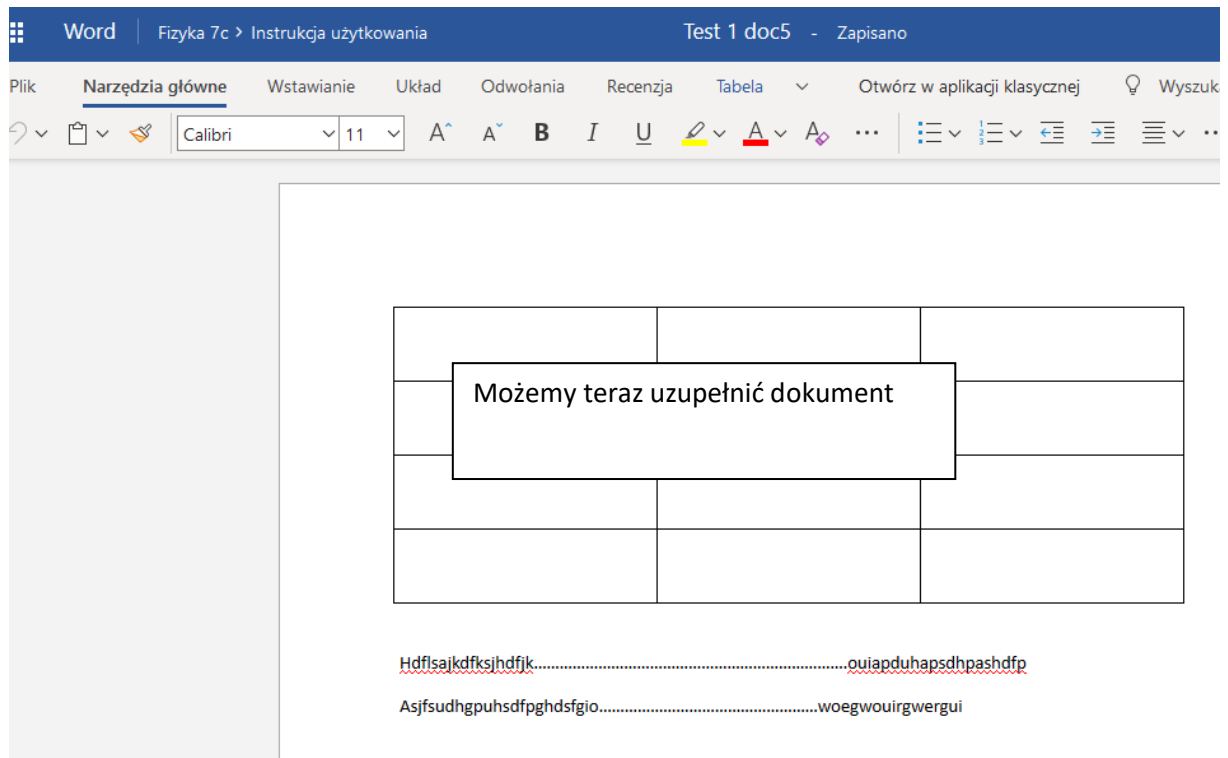 Word Fizyka 7c > Instrukcja użytkowania Test 1 doc5 - Zapisano
Plik Narzędzia główne Wstawianie Układ Odwołania Recenzja Tabela Otwórz w aplikacji klasycznej Wyszuka
Calibri 11 A A B I U A A
Możemy teraz uzupełnić dokument
Hdflsajkdfksjhdfjk.........................................................................ouiapduhapsdhpashdfp
Asjfsudhgpuhsdfpghdsfgio...................................................woegwouirgwergui